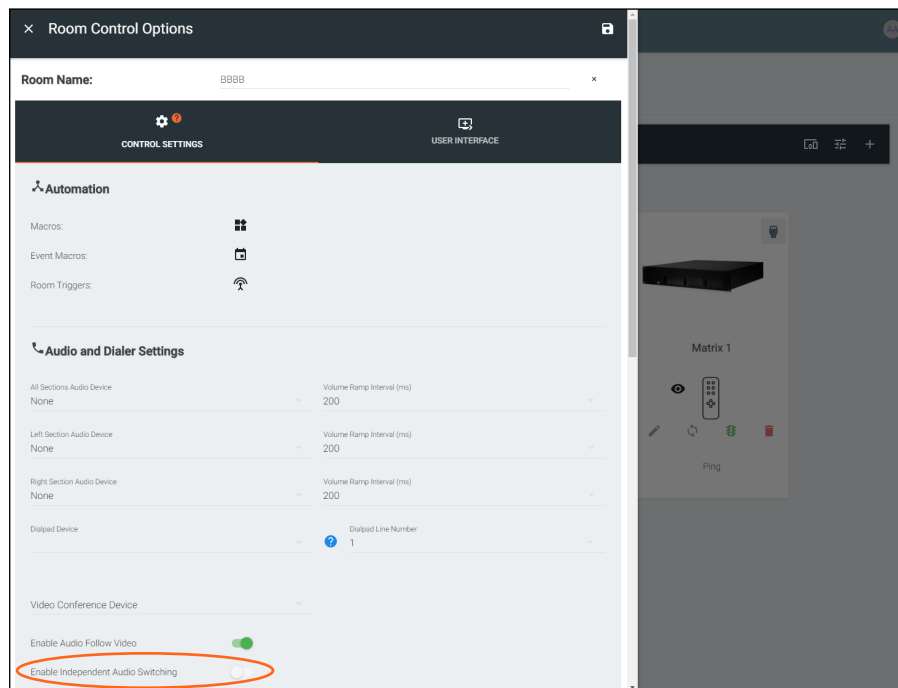 × Room Control Options
AA
Room Name: BBBB ×
?
CONTROL SETTINGS
USER INTERFACE
Automation
Macros:
Event Macros:
Room Triggers:
Audio and Dialer Settings
All Sections Audio Device
None
Volume Ramp Interval (ms)
200
Left Section Audio Device
None
Volume Ramp Interval (ms)
200
Right Section Audio Device
None
Volume Ramp Interval (ms)
200
Dialpad Device
?
Dialpad Line Number
1
Video Conference Device
Enable Audio Follow Video
Enable Independent Audio Switching
Matrix 1
Ping